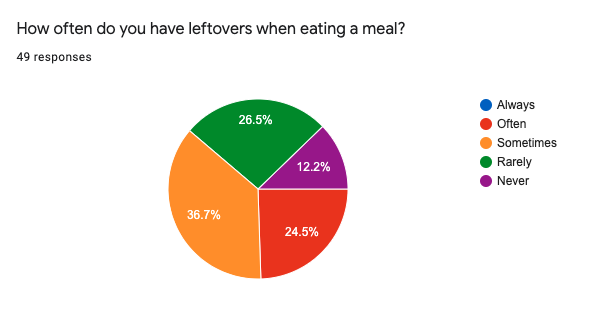 How often do you have leftovers when eating a meal?
49 responses
26.5%
12.2%
36.7%
24.5%
Always
Often
Sometimes
Rarely
Never